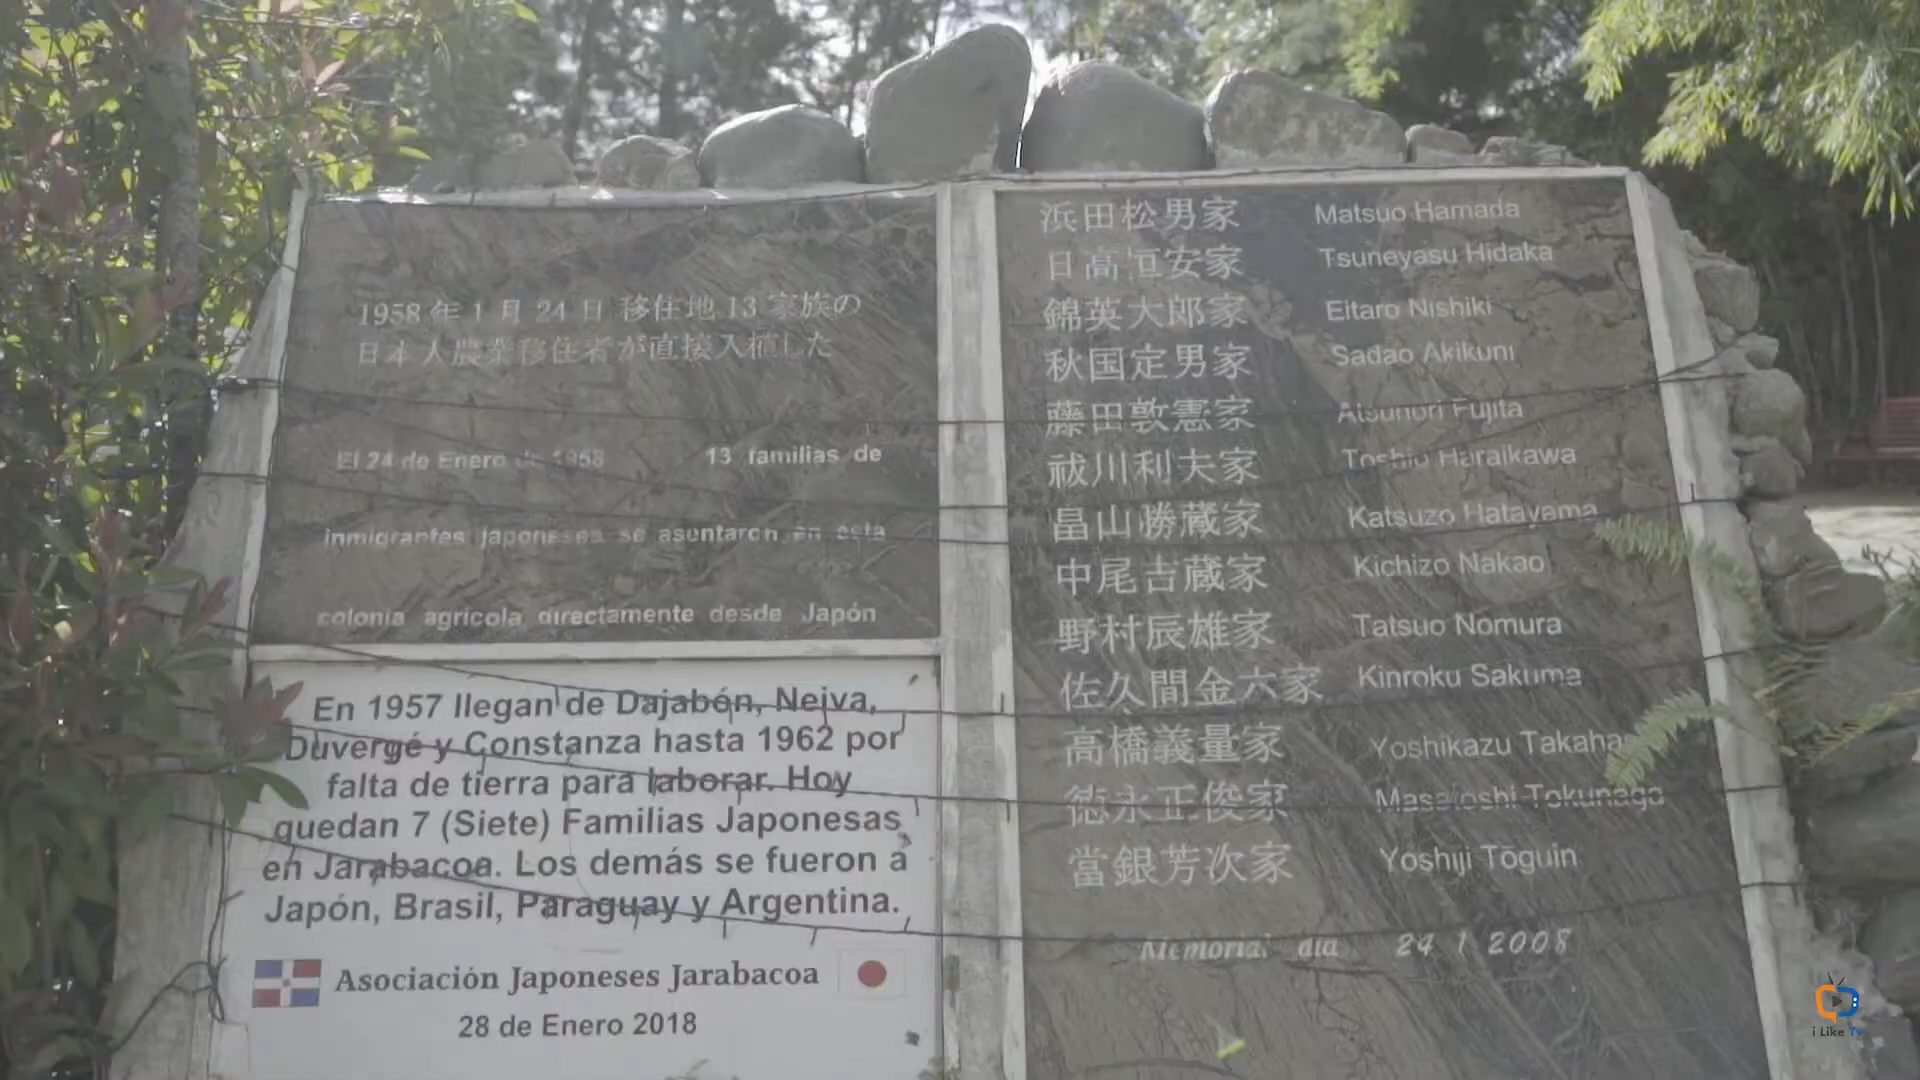 1958年1月24日 移住地13家族の
日本人農業移住者が直接入植した
El 24 de Enero de 1958 13 familias de
inmigrantes japoneses se asentaron en esta
colonia agrícola directamente desde Japón
En 1957 llegan de Dajabón, Neiva,
Duvergé y Constanza hasta 1962 por
falta de tierra para laborar. Hoy
quedan 7 (Siete) Familias Japonesas
en Jarabacoa. Los demás se fueron a
Japón, Brasil, Paraguay y Argentina.
Asociación Japoneses Jarabacoa
28 de Enero 2018
浜田松男家 Matsuo Hamada
日高恒安家 Tsuneyasu Hidaka
錦英大郎家 Eitaro Nishiki
秋国定男家 Sadao Akikuni
藤田敦憲家 Atsunori Fujita
祓川利夫家 Toshio Haraikawa
畠山勝蔵家 Katsuzo Hatayama
中尾吉蔵家 Kichizo Nakao
野村辰雄家 Tatsuo Nomura
佐久間金六家 Kinroku Sakuma
高橋義量家 Yoshikazu Takaha
徳永正俊家 Masatoshi Tokunaga
當銀芳次家 Yoshiji Tōguin
Memorial dia 24 1 2008
i Like Tv